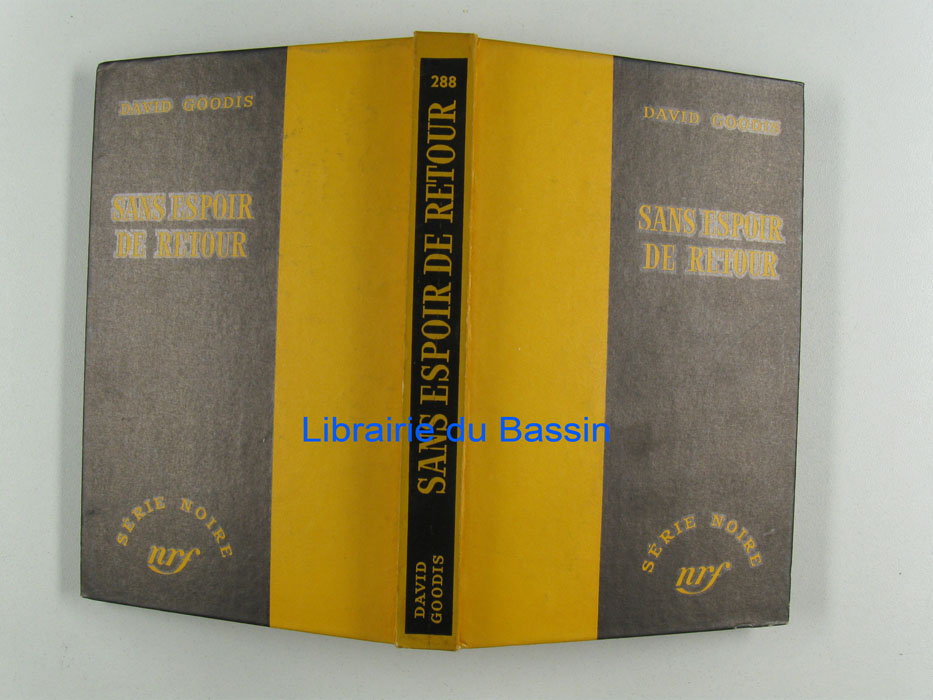 DAVID GOODIS
SANS ESPOIR
DE RETOUR
SÉRIE NOIRE
nrf
288
SANS ESPOIR DE RETOUR
DAVID
GOODIS
DAVID GOODIS
SANS ESPOIR
DE RETOUR
SÉRIE NOIRE
nrf
Librairie du Bassin